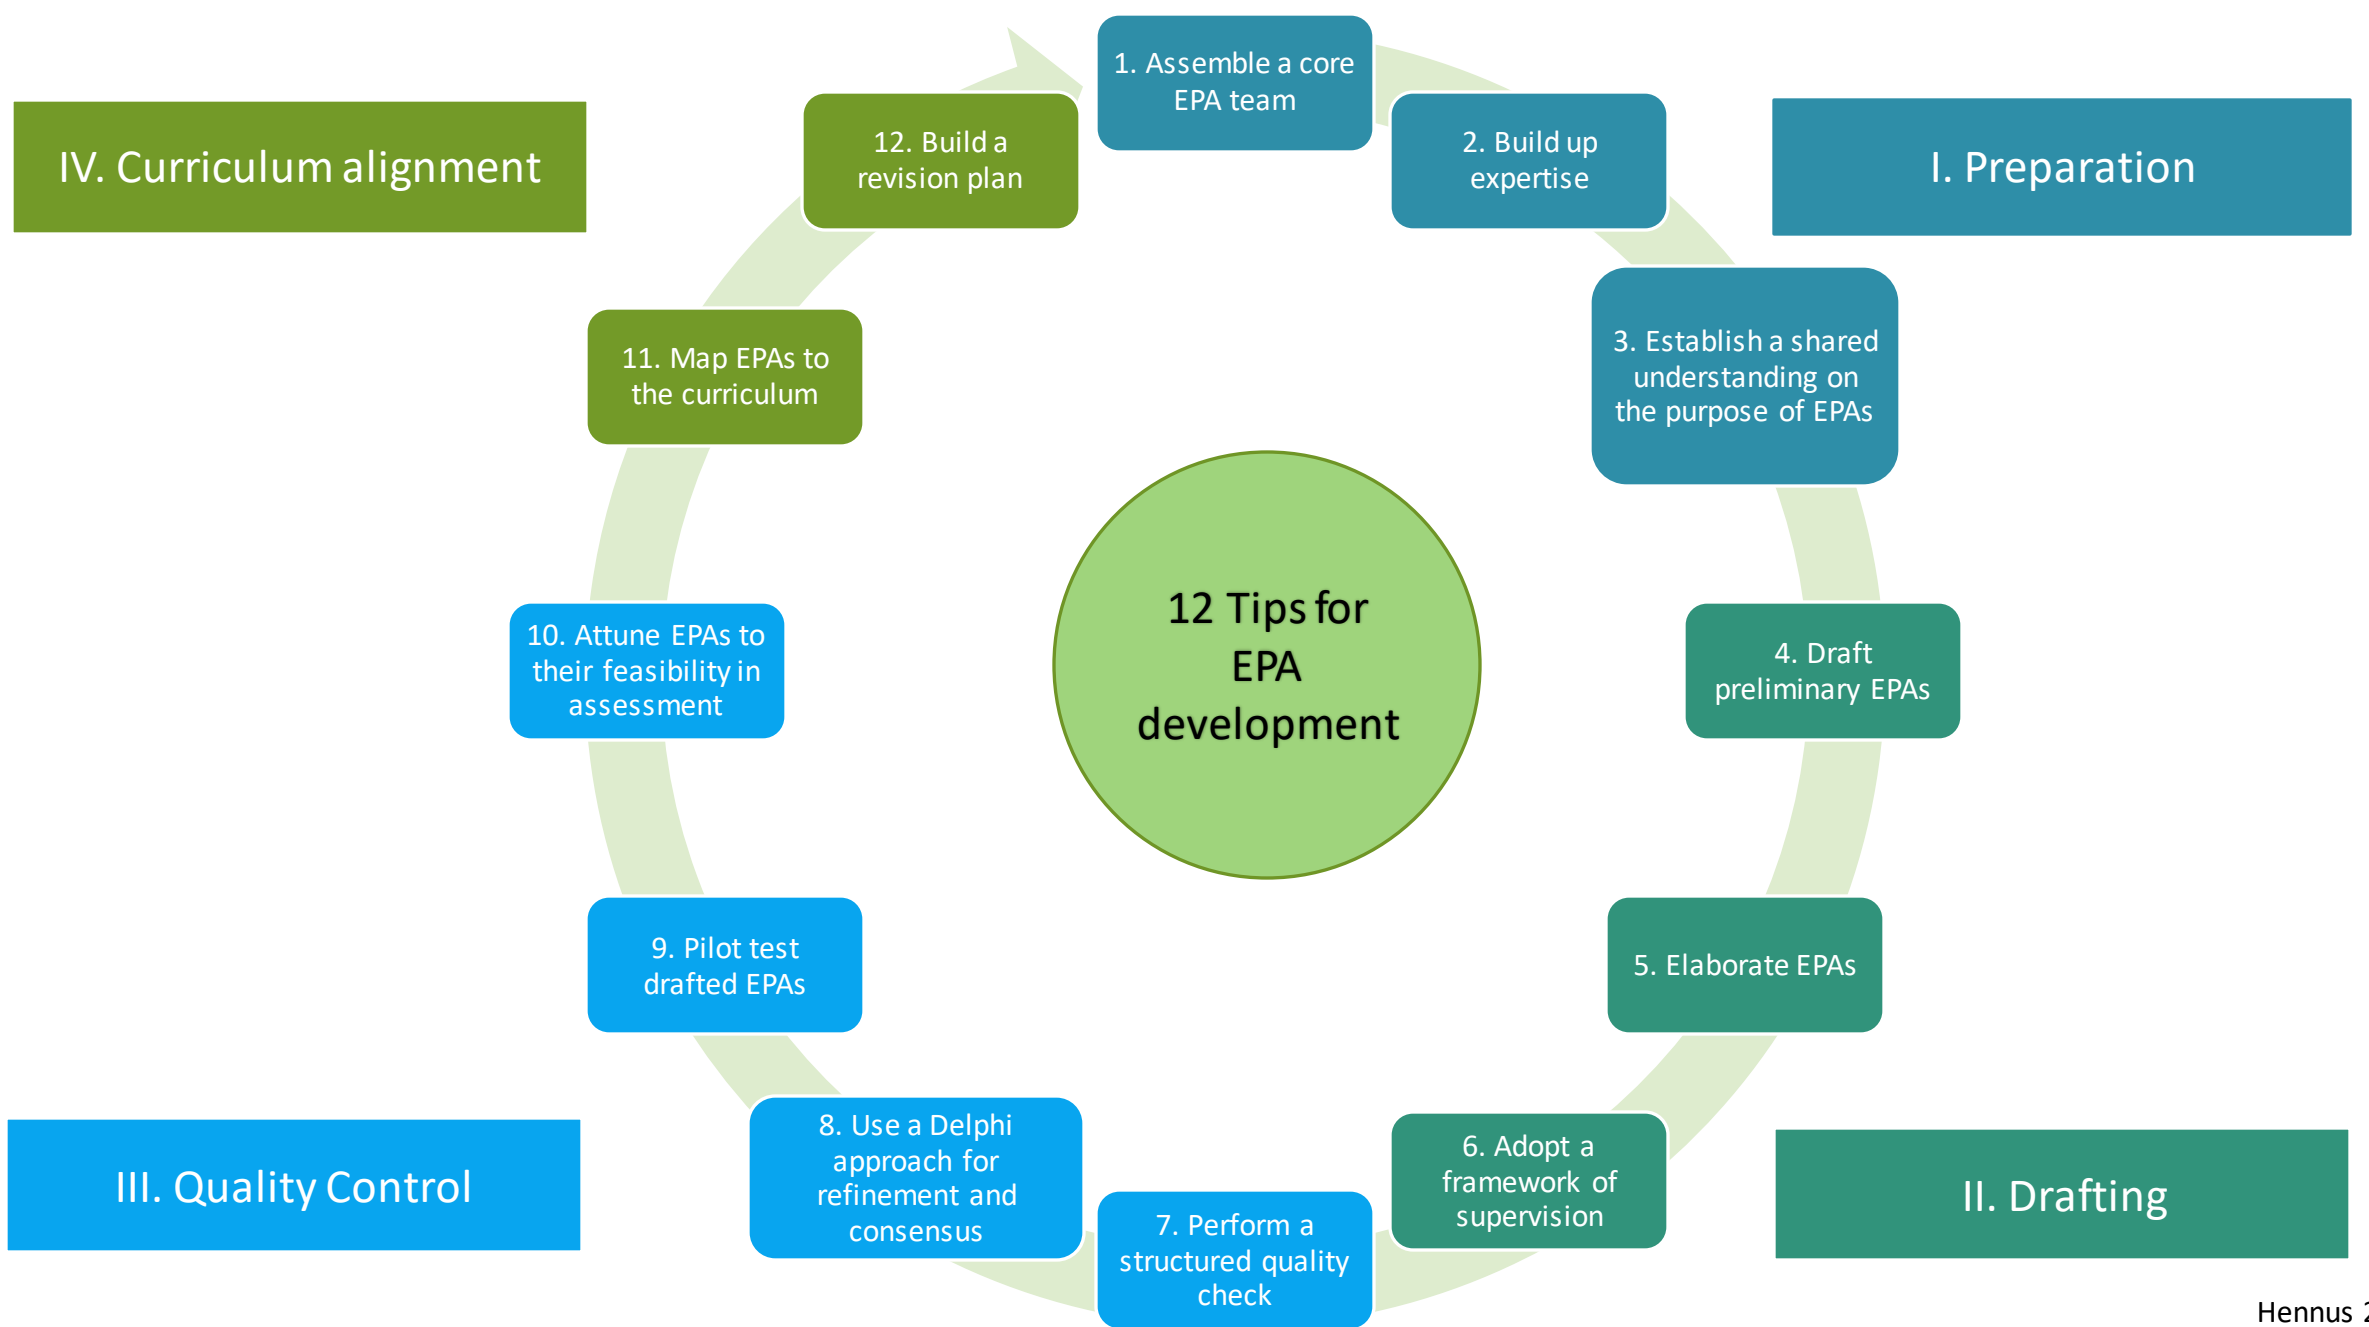 12 Tips for
EPA
development
I. Preparation
1. Assemble a core
EPA team
2. Build up
expertise
3. Establish a shared
understanding on
the purpose of EPAs
II. Drafting
4. Draft
preliminary EPAs
5. Elaborate EPAs
6. Adopt a
framework of
supervision
III. Quality Control
7. Perform a
structured quality
check
8. Use a Delphi
approach for
refinement and
consensus
9. Pilot test
drafted EPAs
10. Attune EPAs to
their feasibility in
assessment
IV. Curriculum alignment
11. Map EPAs to
the curriculum
12. Build a
revision plan
Hennus